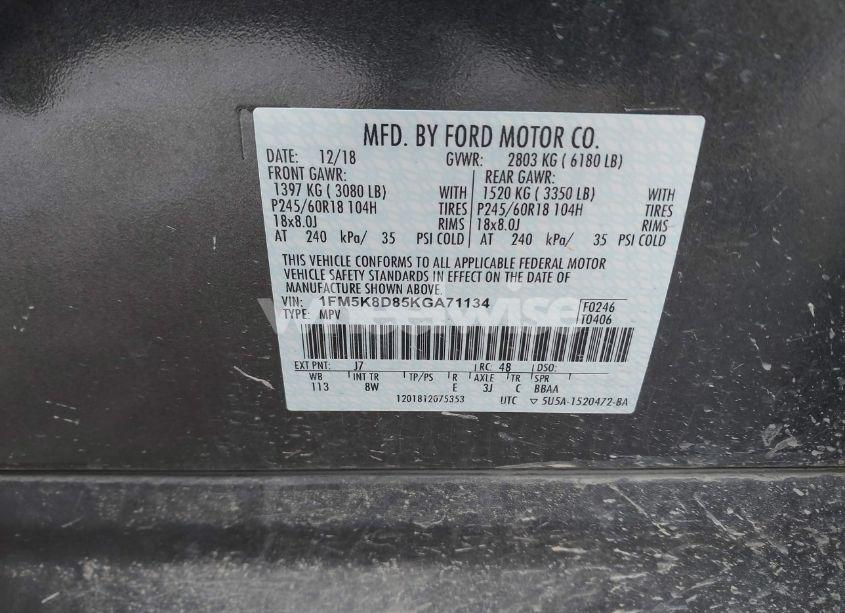 MFD. BY FORD MOTOR CO.
DATE: 12/18 GVWR: 2803 KG ( 6180 LB)
FRONT GAWR: REAR GAWR:
1397 KG ( 3080 LB) WITH 1520 KG ( 3350 LB) WITH
P245/60R18 104H TIRES P245/60R18 104H TIRES
18x8.0J RIMS 18x8.0J RIMS
AT 240 kPa/ 35 PSI COLD AT 240 kPa/ 35 PSI COLD
THIS VEHICLE CONFORMS TO ALL APPLICABLE FEDERAL MOTOR
VEHICLE SAFETY STANDARDS IN EFFECT ON THE DATE OF
MANUFACTURE SHOWN ABOVE.
VIN: 1FM5K8D85KGA71134 F0246
TYPE: MPV T0406
EXT PNT: J7 RC: 48 DSO:
WB INT TR TP/PS R AXLE TR SPR
113 8W E 3J C BBAA
1201812G75353 UTC ▽ 5U5A-1520472-BA